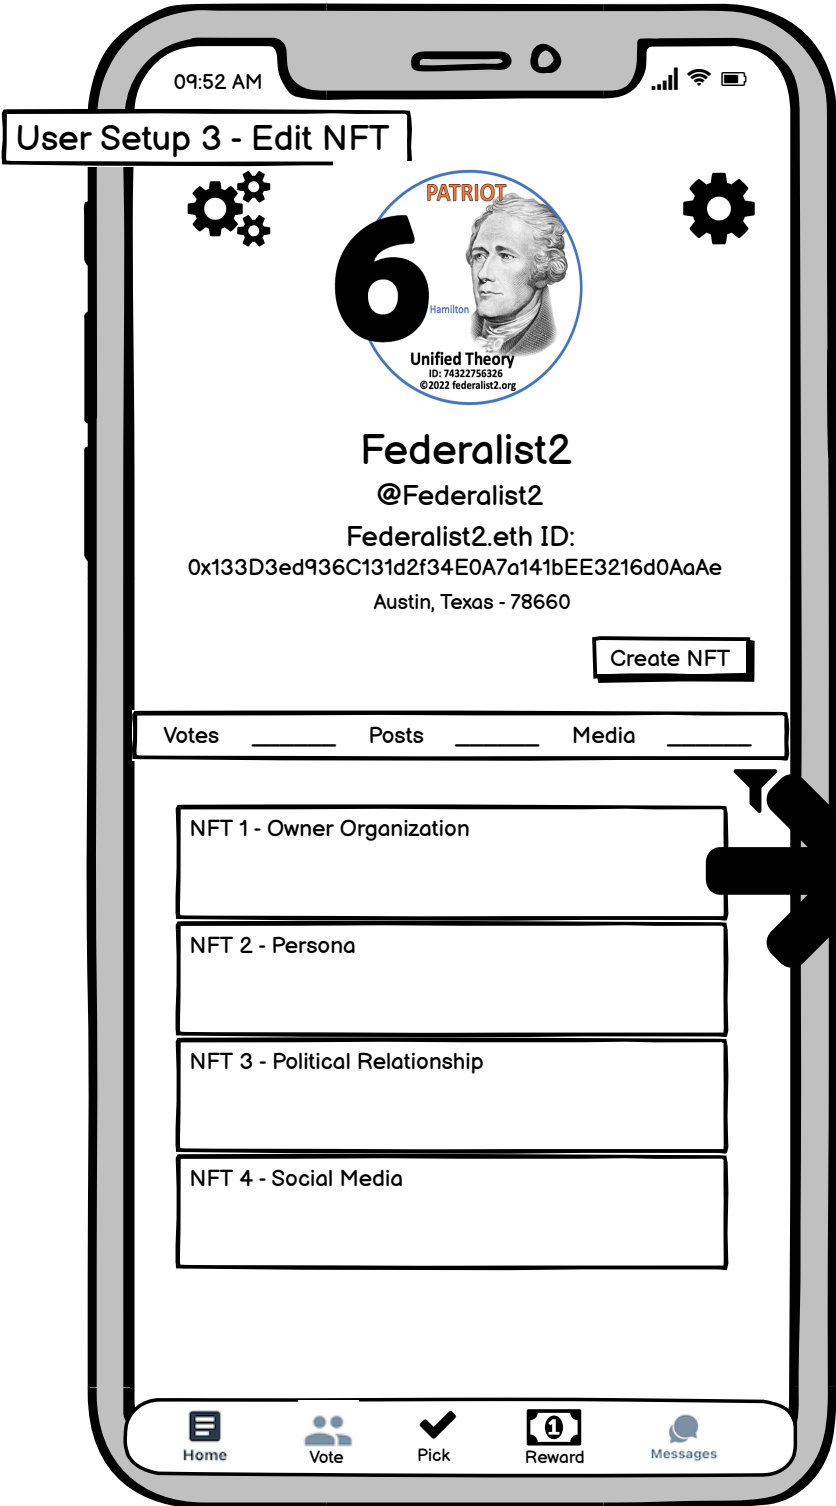 09:52 AM
User Setup 3 - Edit NFT
PATRIOT
6
Hamilton
Unified Theory
ID: 74322756326
©2022 federalist2.org
Federalist2
@Federalist2
Federalist2.eth ID:
0x133D3ed936C131d2f34E0A7a141bEE3216d0AaAe
Austin, Texas - 78660
Create NFT
Votes Posts Media
NFT 1 - Owner Organization
NFT 2 - Persona
NFT 3 - Political Relationship
NFT 4 - Social Media
1
Home Vote Pick Reward Messages